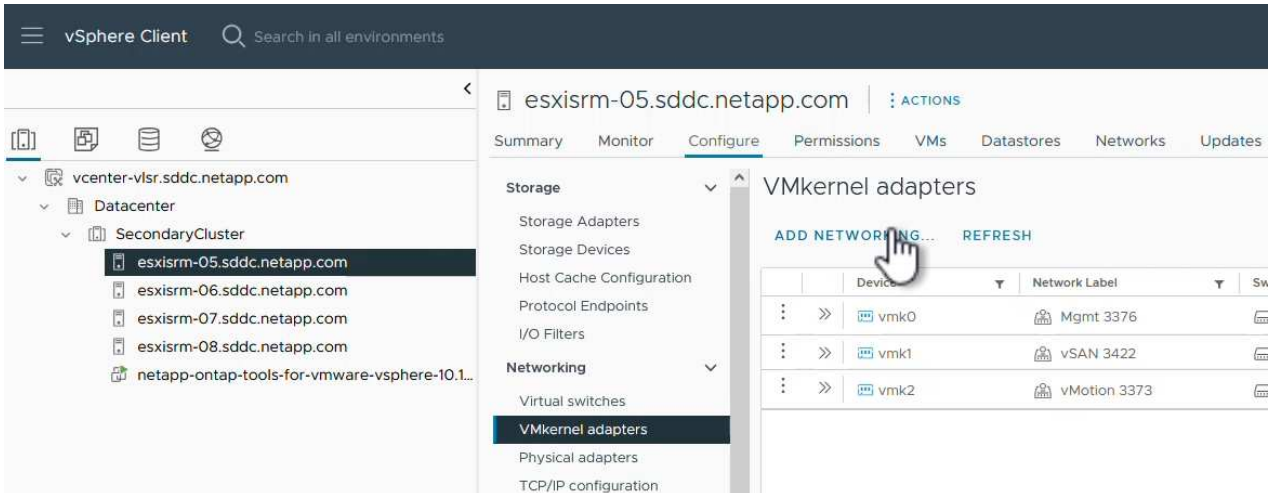 vSphere Client Search in all environments
vcenter-vlsr.sddc.netapp.com
Datacenter
SecondaryCluster
esxisrm-05.sddc.netapp.com
esxisrm-06.sddc.netapp.com
esxisrm-07.sddc.netapp.com
esxisrm-08.sddc.netapp.com
netapp-ontap-tools-for-vmware-vsphere-10.1...
esxisrm-05.sddc.netapp.com ACTIONS
Summary Monitor Configure Permissions VMs Datastores Networks Updates
Storage
Storage Adapters
Storage Devices
Host Cache Configuration
Protocol Endpoints
I/O Filters
Networking
Virtual switches
VMkernel adapters
Physical adapters
TCP/IP configuration
VMkernel adapters
ADD NETWORKING... REFRESH
Device Network Label Sw
vmk0 Mgmt 3376
vmk1 vSAN 3422
vmk2 vMotion 3373